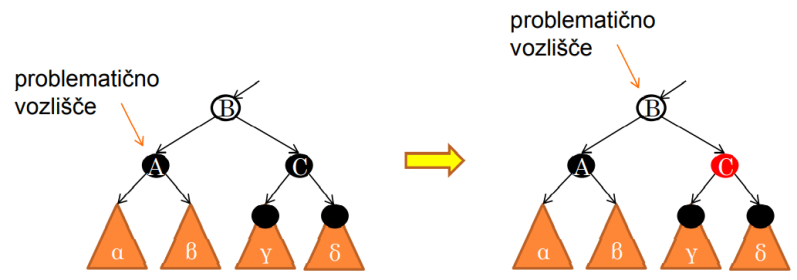 problematično
vozlišče
B
A
C
α
β
γ
δ
problematično
vozlišče
B
A
C
α
β
γ
δ